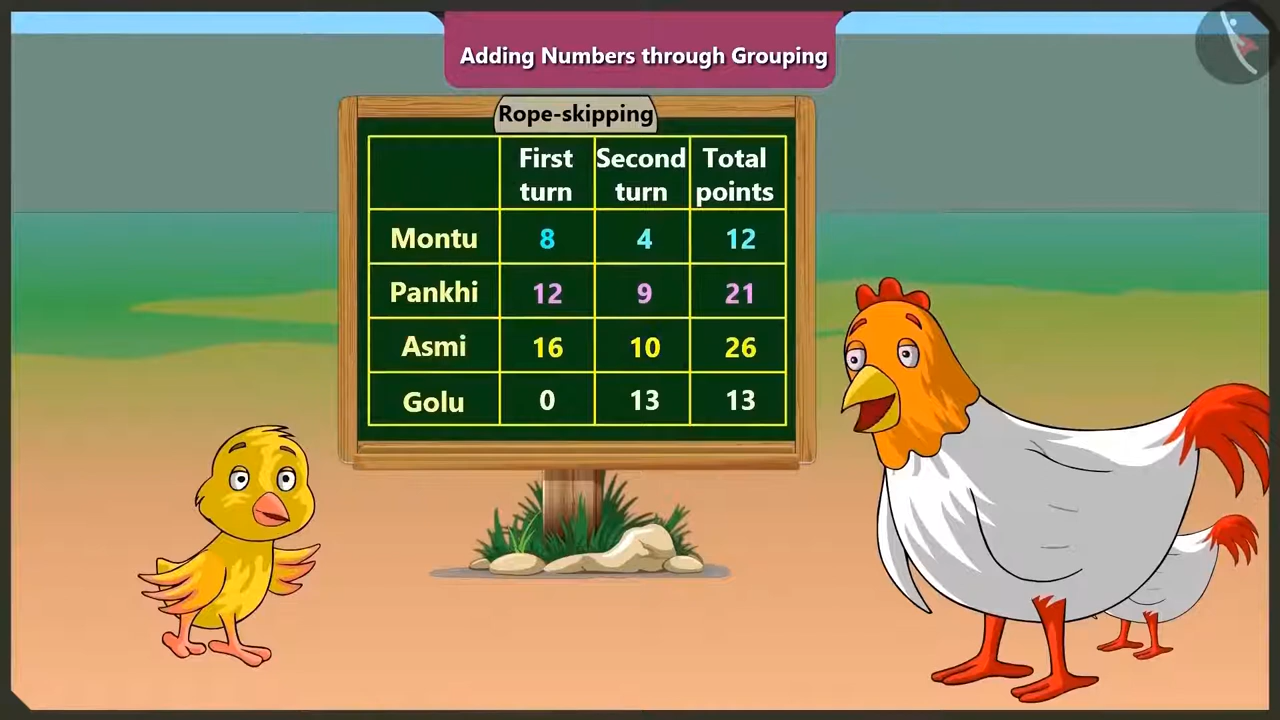 Adding Numbers through Grouping
Rope-skipping
First turn Second turn Total points
Montu 8 4 12
Pankhi 12 9 21
Asmi 16 10 26
Golu 0 13 13